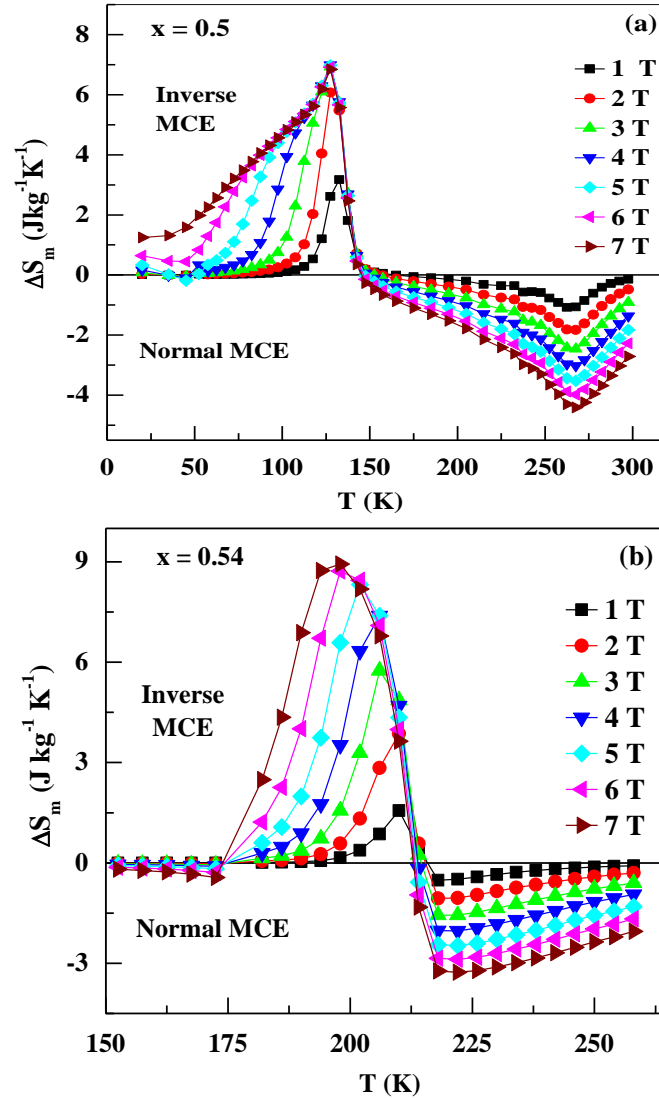 x = 0.5
(a)
Inverse
MCE
1 T
2 T
3 T
4 T
5 T
6 T
7 T
Normal MCE
ΔSₘ (Jkg⁻¹K⁻¹)
8
6
4
2
0
-2
-4
0 50 100 150 200 250 300
T (K)
x = 0.54
(b)
Inverse
MCE
1 T
2 T
3 T
4 T
5 T
6 T
7 T
Normal MCE
ΔSₘ (J kg⁻¹ K⁻¹)
9
6
3
0
-3
150 175 200 225 250
T (K)